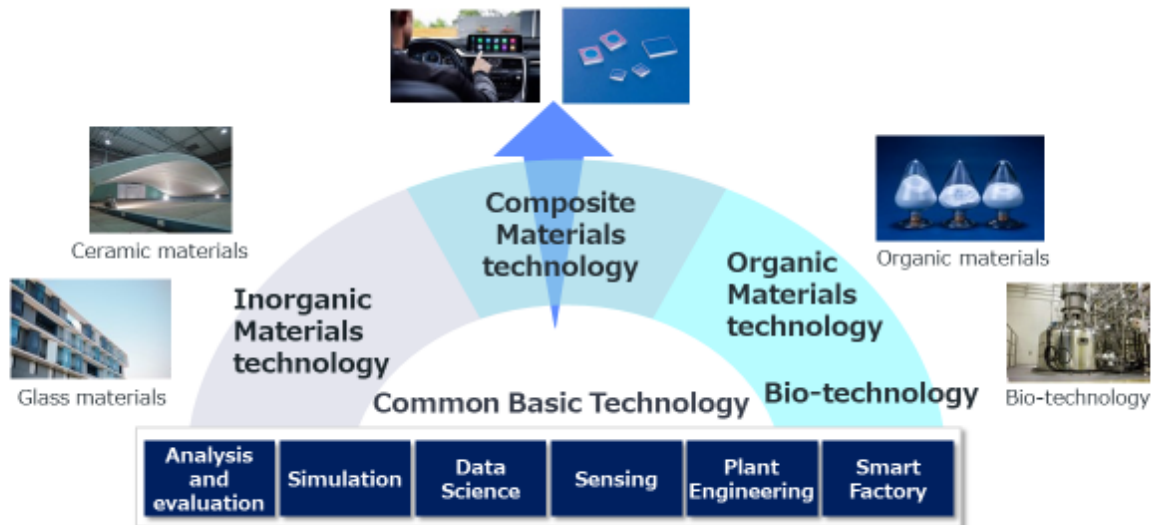 Composite
Materials
technology
Ceramic materials
Organic materials
Organic
Materials
technology
Inorganic
Materials
technology
Glass materials
Bio-technology
Bio-technology
Common Basic Technology
Analysis
and
evaluation
Simulation
Data
Science
Sensing
Plant
Engineering
Smart
Factory